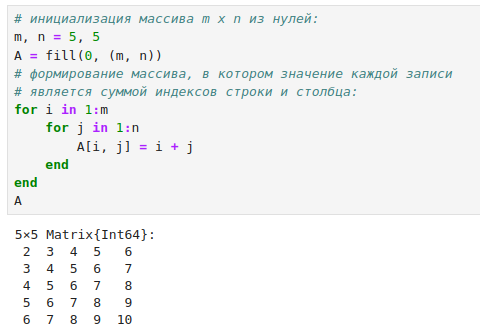 # инициализация массива m x n из нулей:
m, n = 5, 5
A = fill(0, (m, n))
# формирование массива, в котором значение каждой записи
# является суммой индексов строки и столбца:
for i in 1:m
    for j in 1:n
        A[i, j] = i + j
    end
end
A
5×5 Matrix{Int64}:
 2  3  4  5   6
 3  4  5  6   7
 4  5  6  7   8
 5  6  7  8   9
 6  7  8  9  10